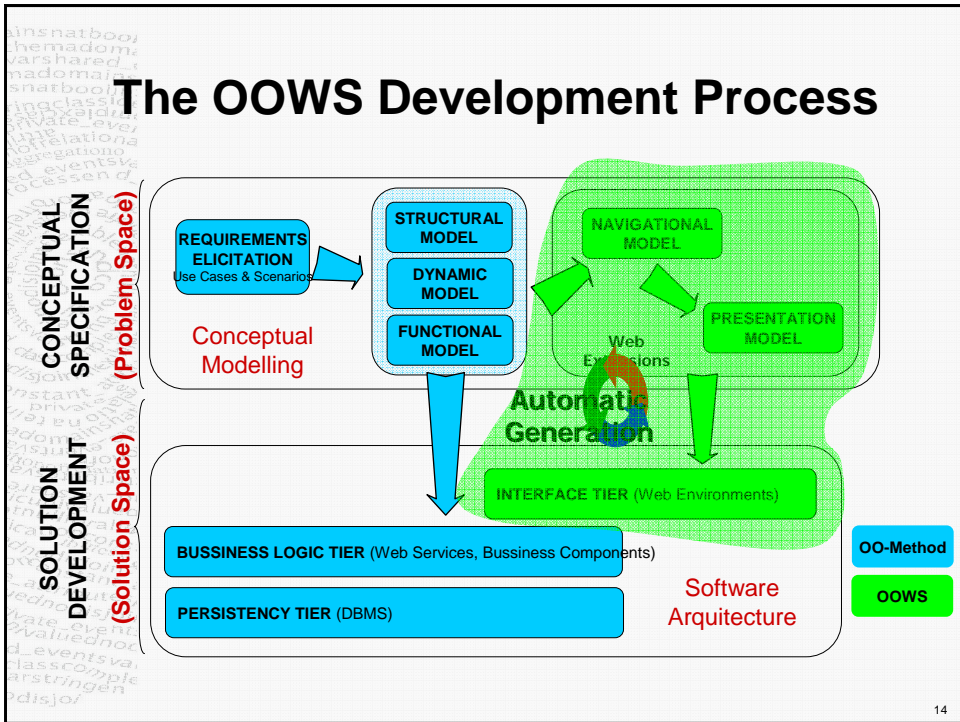 The OOWS Development Process
CONCEPTUAL
SPECIFICATION
(Problem Space)
REQUIREMENTS
ELICITATION
Use Cases & Scenarios
Conceptual
Modelling
STRUCTURAL
MODEL
DYNAMIC
MODEL
FUNCTIONAL
MODEL
NAVIGATIONAL
MODEL
PRESENTATION
MODEL
Web
Automatic
Generation
SOLUTION
DEVELOPMENT
(Solution Space)
INTERFACE TIER (Web Environments)
BUSSINESS LOGIC TIER (Web Services, Bussiness Components)
PERSISTENCY TIER (DBMS)
Software
Arquitecture
OO-Method
OOWS
14